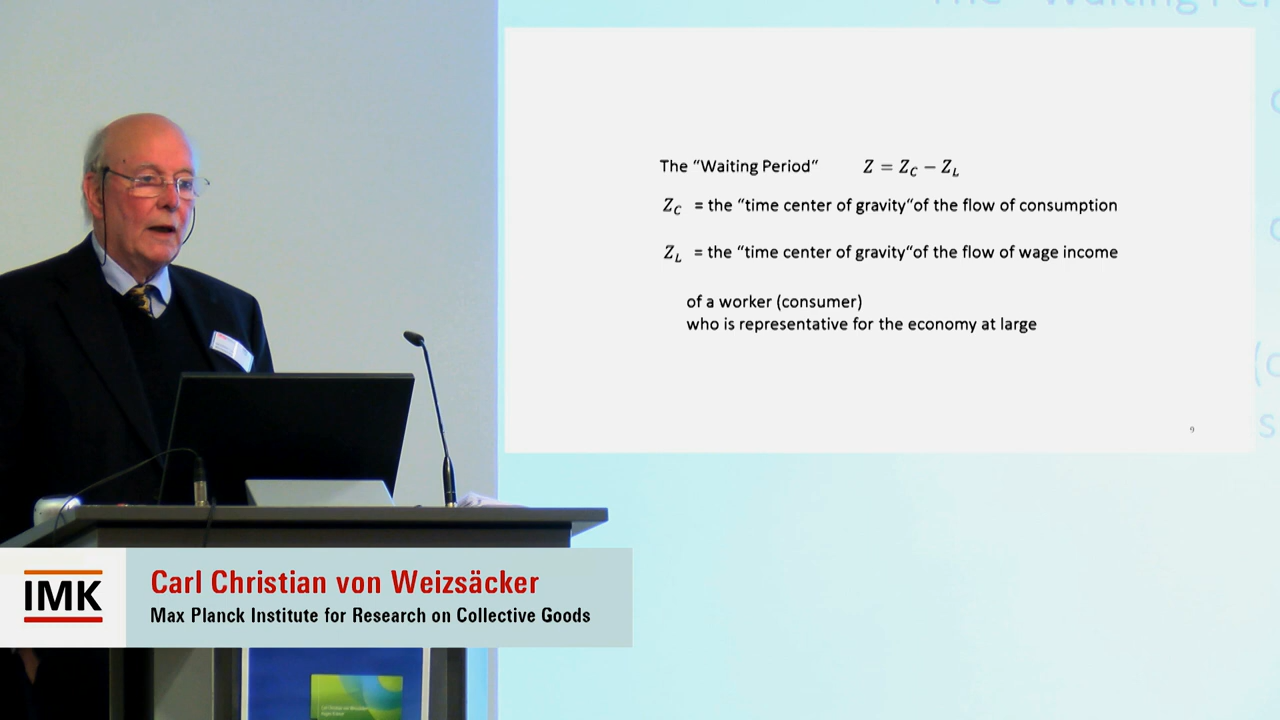 The “Waiting Period“ Z = Z_C − Z_L
Z_C = the “time center of gravity“of the flow of consumption
Z_L = the “time center of gravity“of the flow of wage income
of a worker (consumer)
who is representative for the economy at large
9
IMK
Carl Christian von Weizsäcker
Max Planck Institute for Research on Collective Goods